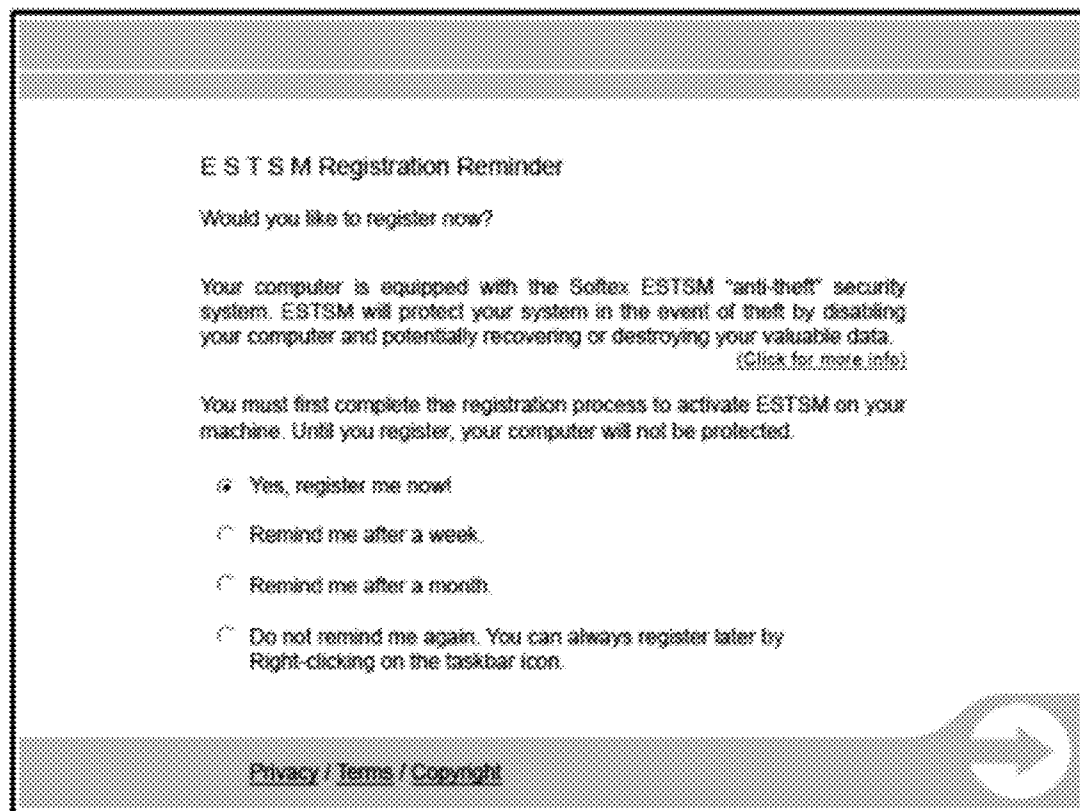 E S T S M Registration Reminder
Would you like to register now?
Your computer is equipped with the Softex ESTSM "anti-theft" security
system. ESTSM will protect your system in the event of theft by disabling
your computer and potentially recovering or destroying your valuable data.
(Click for more info)
You must first complete the registration process to activate ESTSM on your
machine. Until you register, your computer will not be protected.
Yes, register me now!
Remind me after a week.
Remind me after a month.
Do not remind me again. You can always register later by
Right-clicking on the taskbar icon.
Privacy / Terms / Copyright